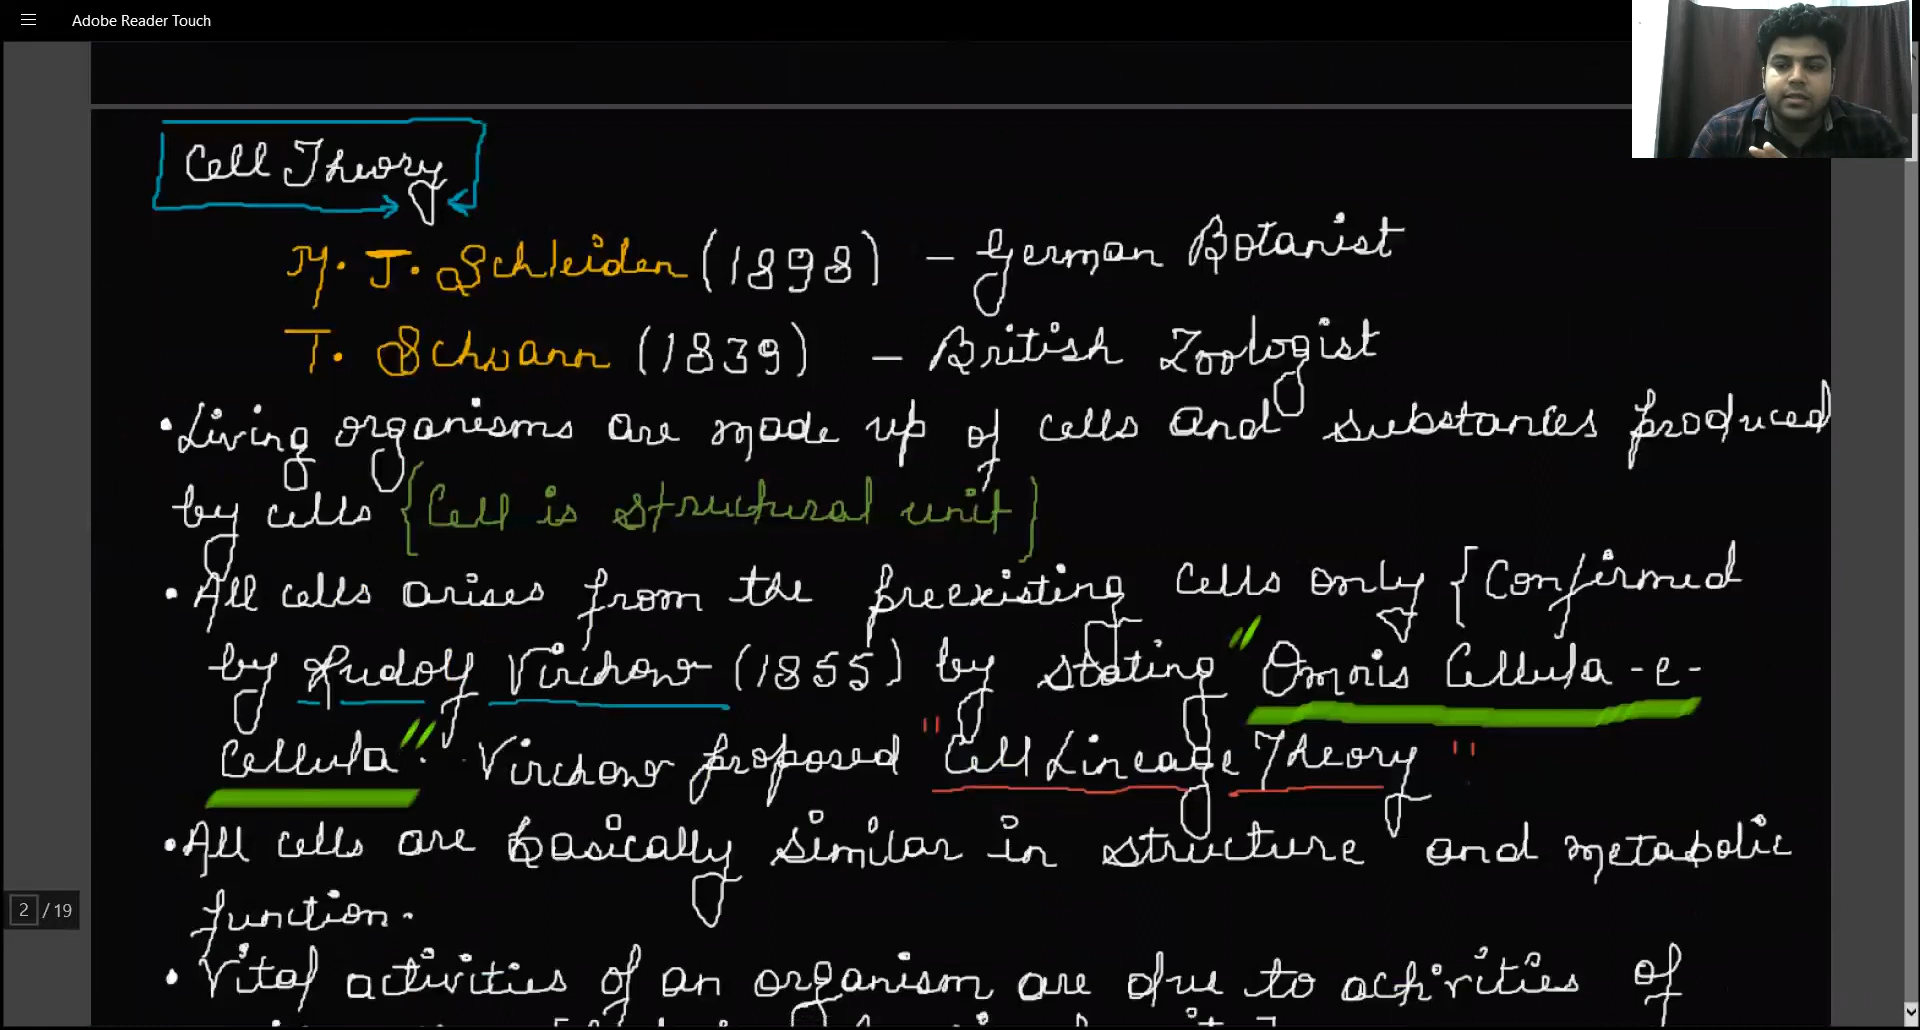 Adobe Reader Touch
Cell Theory
M. J. Schleiden (1898) – German Botanist
T. Schwann (1839) – British Zoologist
• Living organisms are made up of cells and substances produced
by cells {Cell is structural unit}
• All cells arises from the preexisting cells only {Confirmed
by Rudolf Virchow (1855) by stating "Omnis Cellula -e-
Cellula". Virchow proposed "Cell Lineage Theory"
• All cells are basically similar in structure and metabolic
function.
2 / 19
• Vital activities of an organism are due to activities of